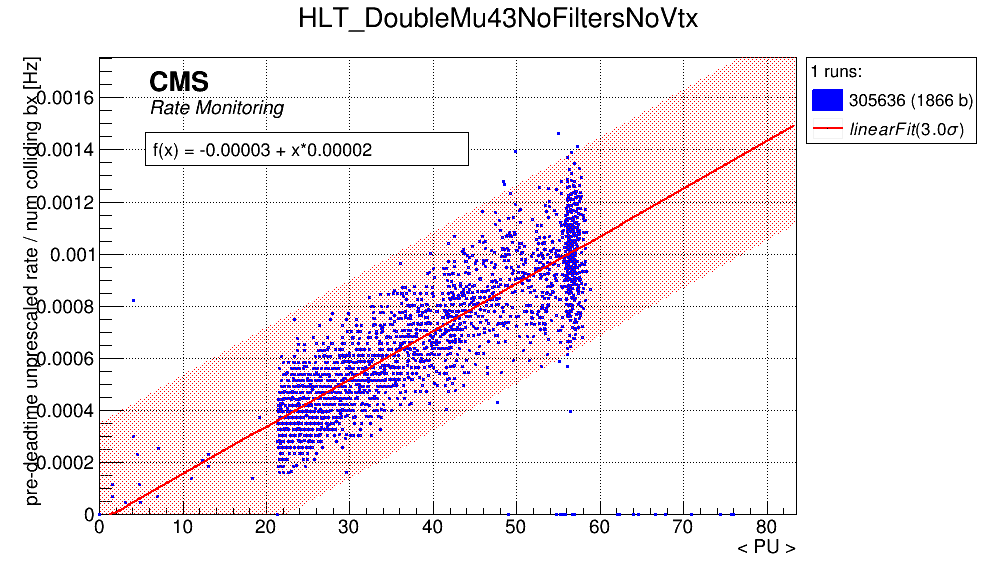 HLT_DoubleMu43NoFiltersNoVtx
CMS
Rate Monitoring
f(x) = -0.00003 + x*0.00002
1 runs:
305636 (1866 b)
linearFit(3.0σ)
pre-deadtime unprescaled rate / num colliding bx [Hz]
0.0016
0.0014
0.0012
0.001
0.0008
0.0006
0.0004
0.0002
0
0 10 20 30 40 50 60 70 80
< PU >